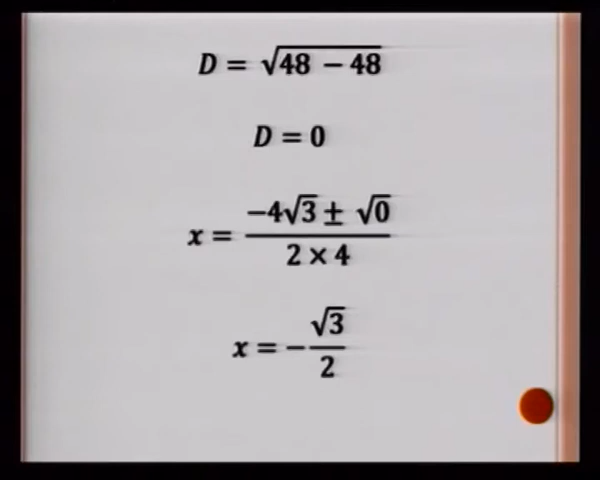 D = √48 − 48
D = 0
x = (−4√3 ± √0) / (2 × 4)
x = −√3 / 2